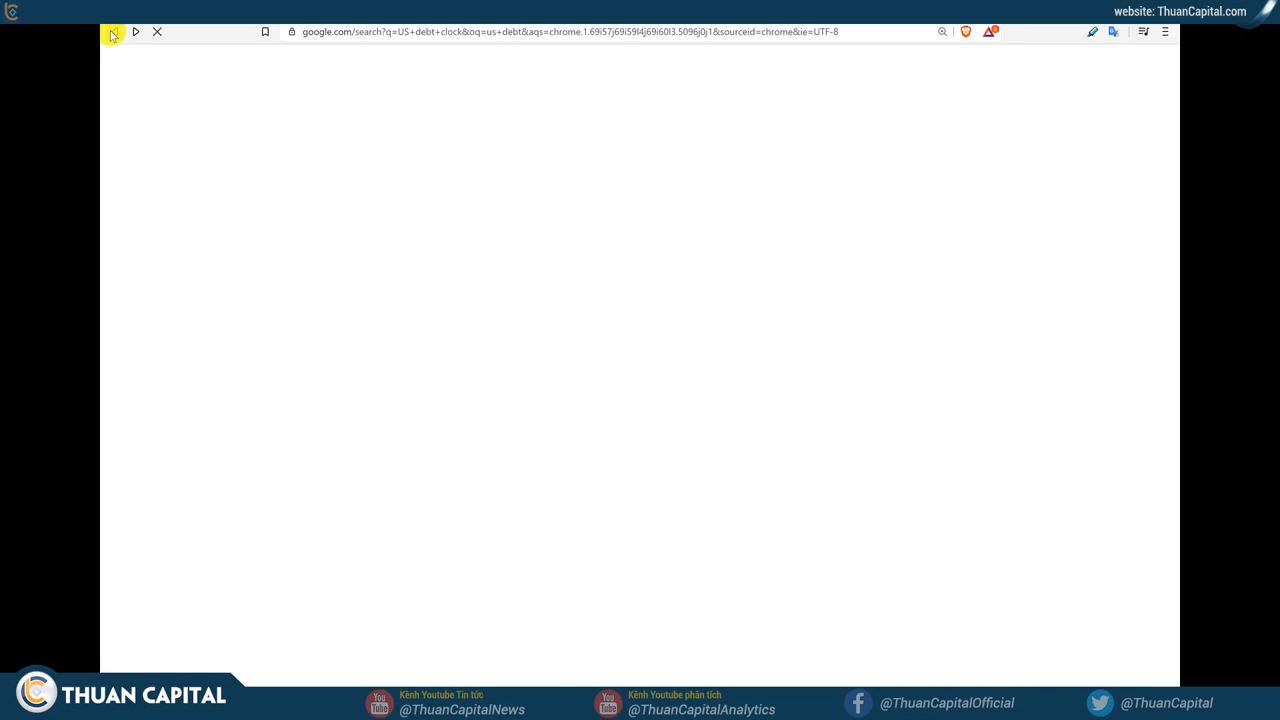 website: ThuanCapital.com
google.com/search?q=US+debt+clock&oq=us+debt&aqs=chrome.1.69i57j69i59l4j69i60l3.5096j0j1&sourceid=chrome&ie=UTF-8
THUAN CAPITAL
Kênh Youtube Tin tức
@ThuanCapitalNews
Kênh Youtube phân tích
@ThuanCapitalAnalytics
@ThuanCapitalOfficial
@ThuanCapital